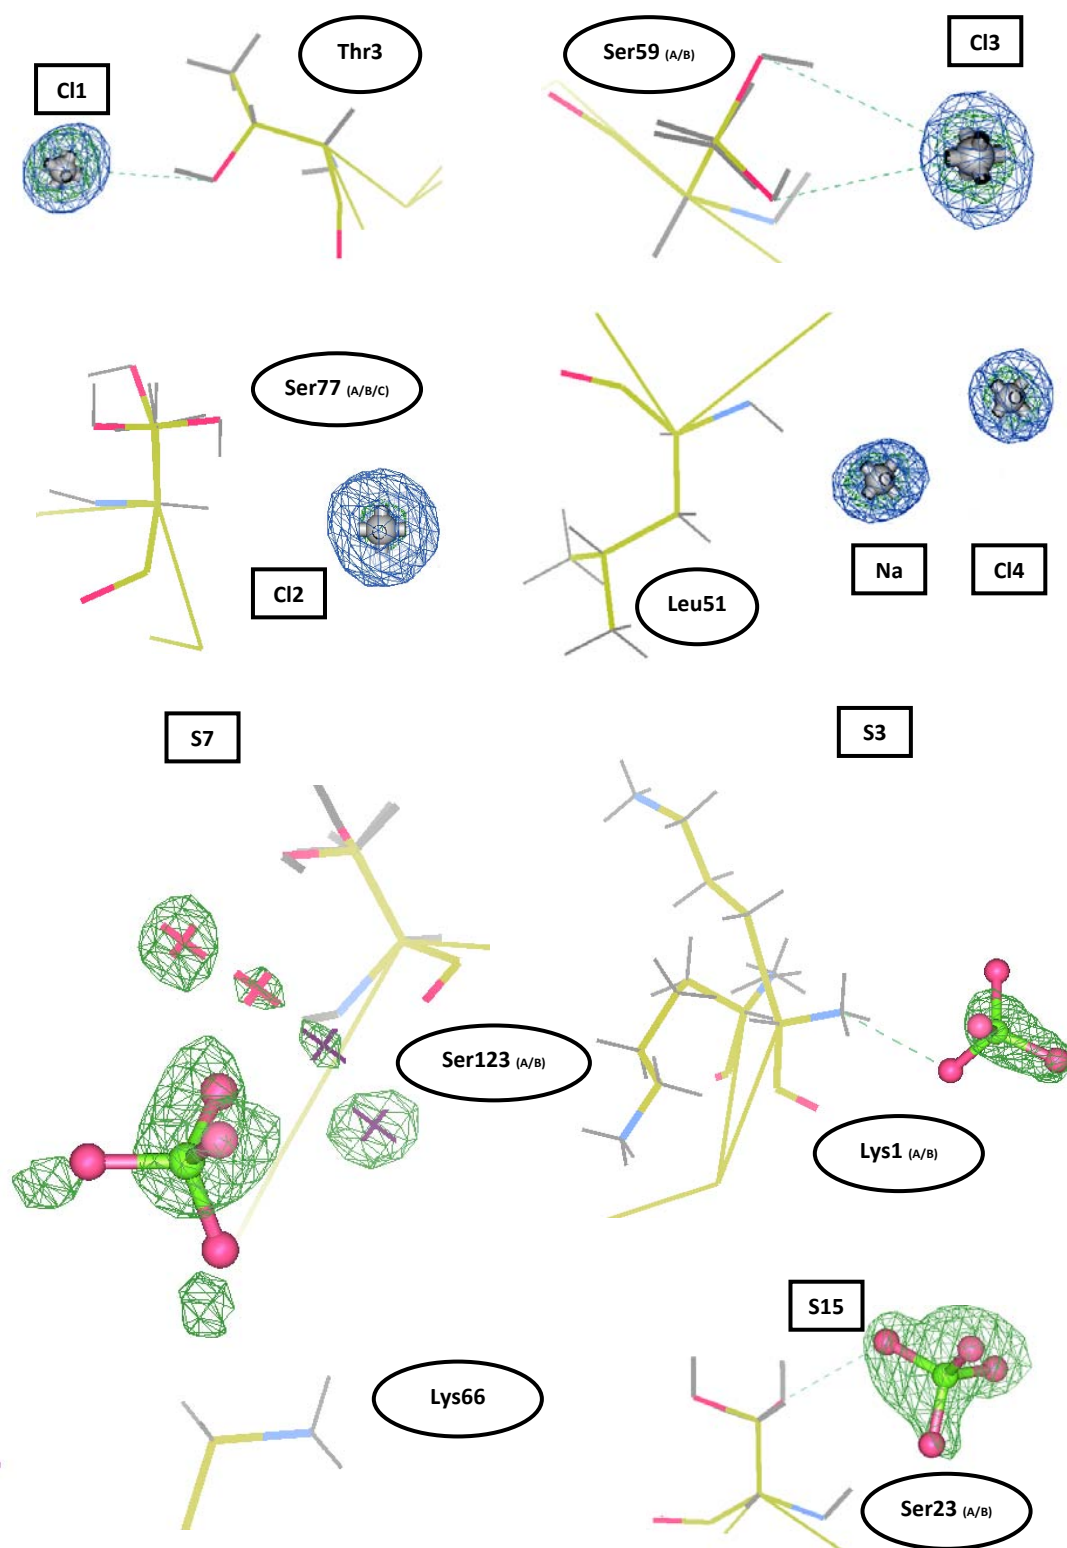 Thr3
Ser59 (A/B)
Cl3
Cl1
Ser77 (A/B/C)
Cl2
Na
Cl4
Leu51
S7
S3
Ser123 (A/B)
Lys1 (A/B)
S15
Lys66
Ser23 (A/B)